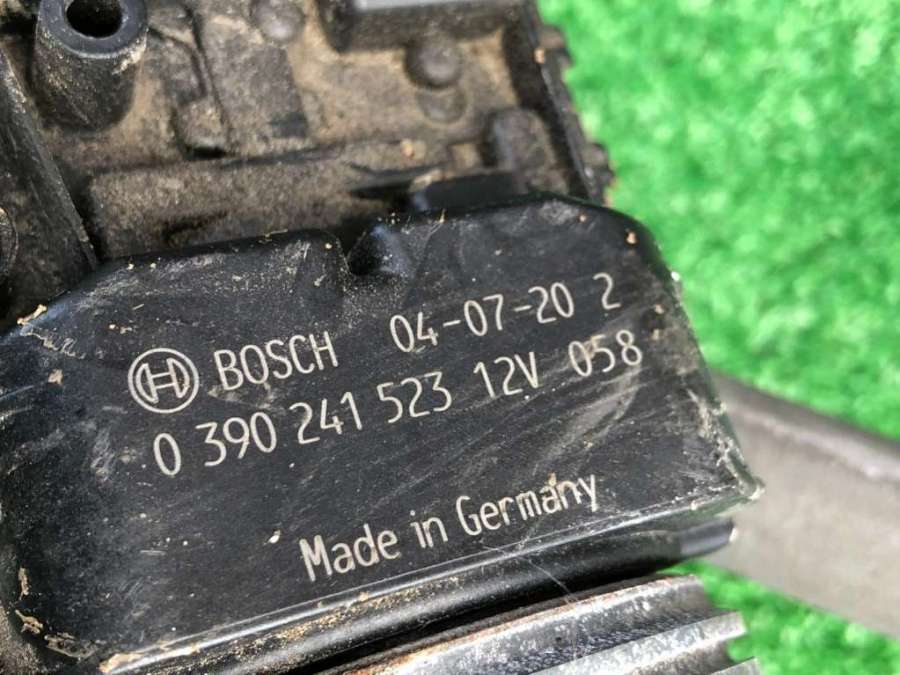 BOSCH 04-07-20 2
0 390 241 523 12V 058
Made in Germany